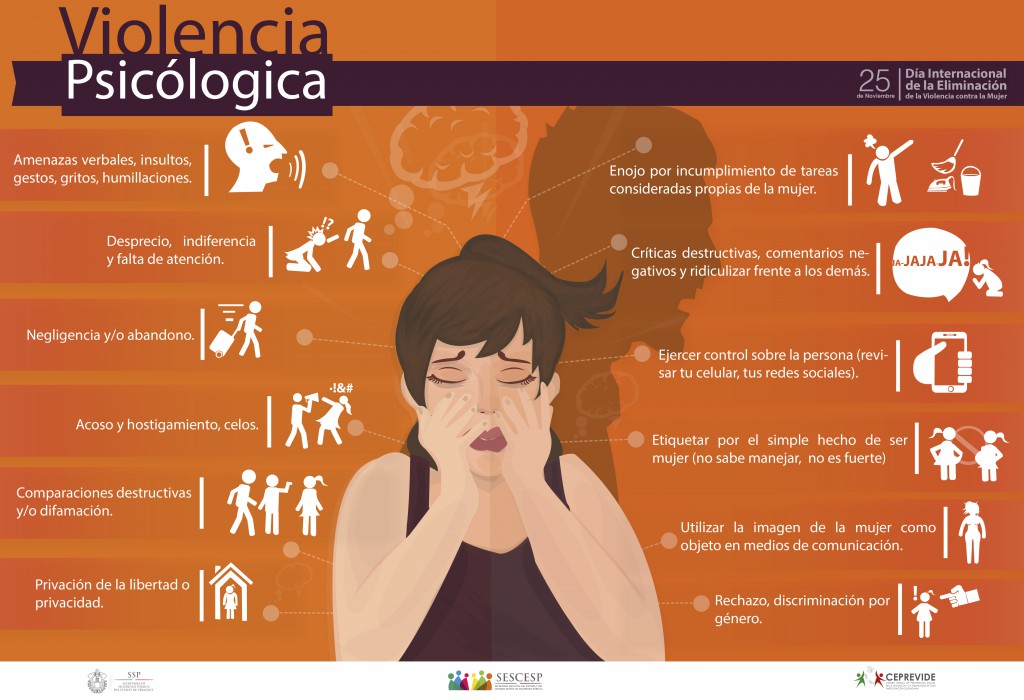 Violencia
Psicólogica
25
de Noviembre
Día Internacional
de la Eliminación
de la Violencia contra la Mujer
Amenazas verbales, insultos,
gestos, gritos, humillaciones.
Desprecio, indiferencia
y falta de atención.
!?
Negligencia y/o abandono.
Acoso y hostigamiento, celos.
·!&#
Comparaciones destructivas
y/o difamación.
Privación de la libertad o
privacidad.
Enojo por incumplimiento de tareas
consideradas propias de la mujer.
Críticas destructivas, comentarios ne-
gativos y ridiculizar frente a los demás.
JA-JAJA JA!
Ejercer control sobre la persona (revi-
sar tu celular, tus redes sociales).
Etiquetar por el simple hecho de ser
mujer (no sabe manejar, no es fuerte)
Utilizar la imagen de la mujer como
objeto en medios de comunicación.
Rechazo, discriminación por
género.
!
SSP
SESCESP
CEPREVIDE